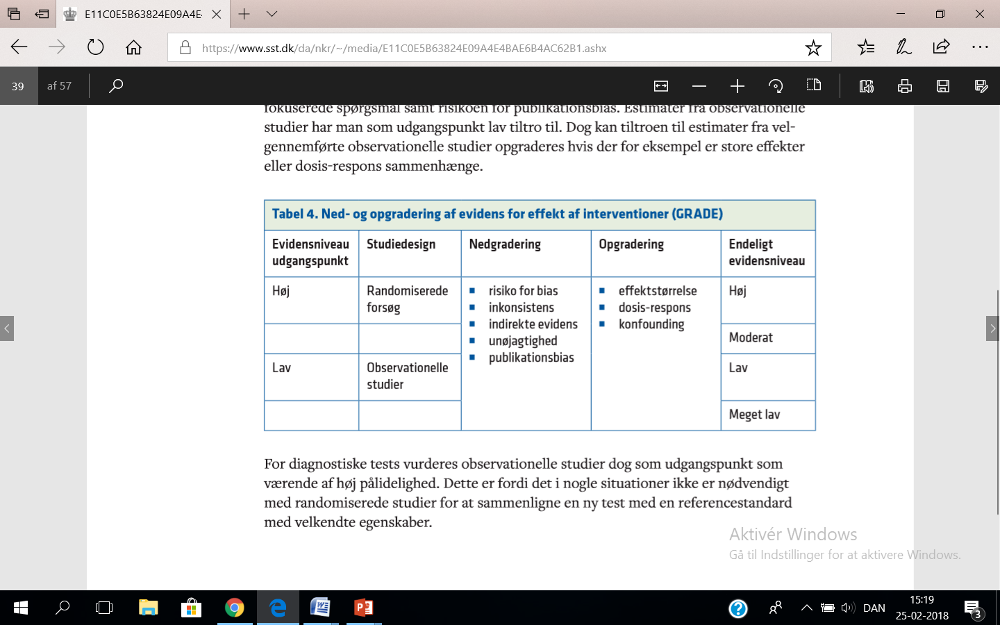 E11C0E5B63824E09A4E4
https://www.sst.dk/da/nkr/~/media/E11C0E5B63824E09A4E4BAE6B4AC62B1.ashx
39 af 57
fokuserede spørgsmål samt risikoen for publikationsbias. Estimater fra observationelle
studier har man som udgangspunkt lav tiltro til. Dog kan tiltroen til estimater fra vel-
gennemførte observationelle studier opgraderes hvis der for eksempel er store effekter
eller dosis-respons sammenhænge.
Tabel 4. Ned- og opgradering af evidens for effekt af interventioner (GRADE)
Evidensniveau
udgangspunkt
Studiedesign
Nedgradering
Opgradering
Endeligt
evidensniveau
Høj
Randomiserede
forsøg
risiko for bias
inkonsistens
indirekte evidens
unøjagtighed
publikationsbias
effektstørrelse
dosis-respons
konfounding
Høj
Moderat
Lav
Observationelle
studier
Lav
Meget lav
For diagnostiske tests vurderes observationelle studier dog som udgangspunkt som
værende af høj pålidelighed. Dette er fordi det i nogle situationer ikke er nødvendigt
med randomiserede studier for at sammenligne en ny test med en referencestandard
med velkendte egenskaber.
Aktivér Windows
Gå til Indstillinger for at aktivere Windows.
DAN
15:19
25-02-2018
3